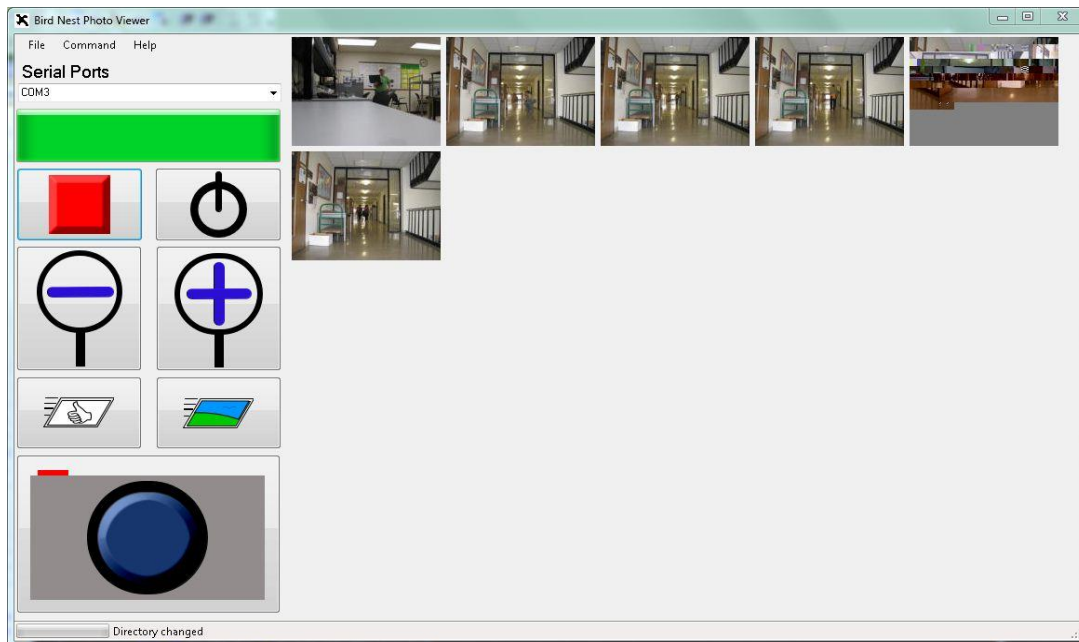 Bird Nest Photo Viewer
File Command Help
Serial Ports
COM3
Directory changed